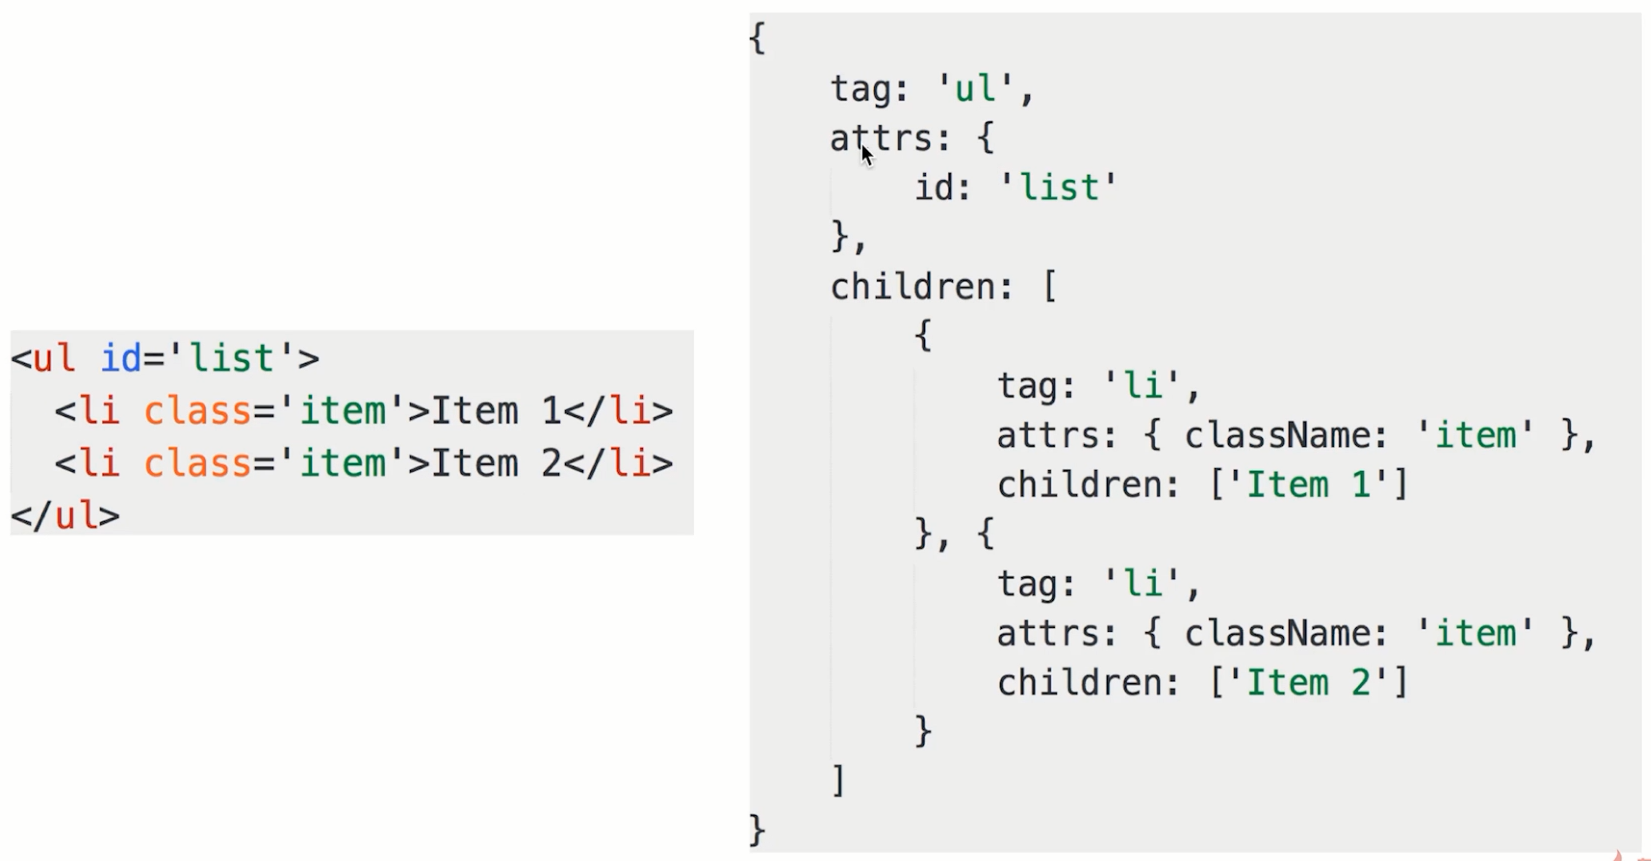 <ul id='list'>
  <li class='item'>Item 1</li>
  <li class='item'>Item 2</li>
</ul>
{
    tag: 'ul',
    attrs: {
        id: 'list'
    },
    children: [
        {
            tag: 'li',
            attrs: { className: 'item' },
            children: ['Item 1']
        }, {
            tag: 'li',
            attrs: { className: 'item' },
            children: ['Item 2']
        }
    ]
}